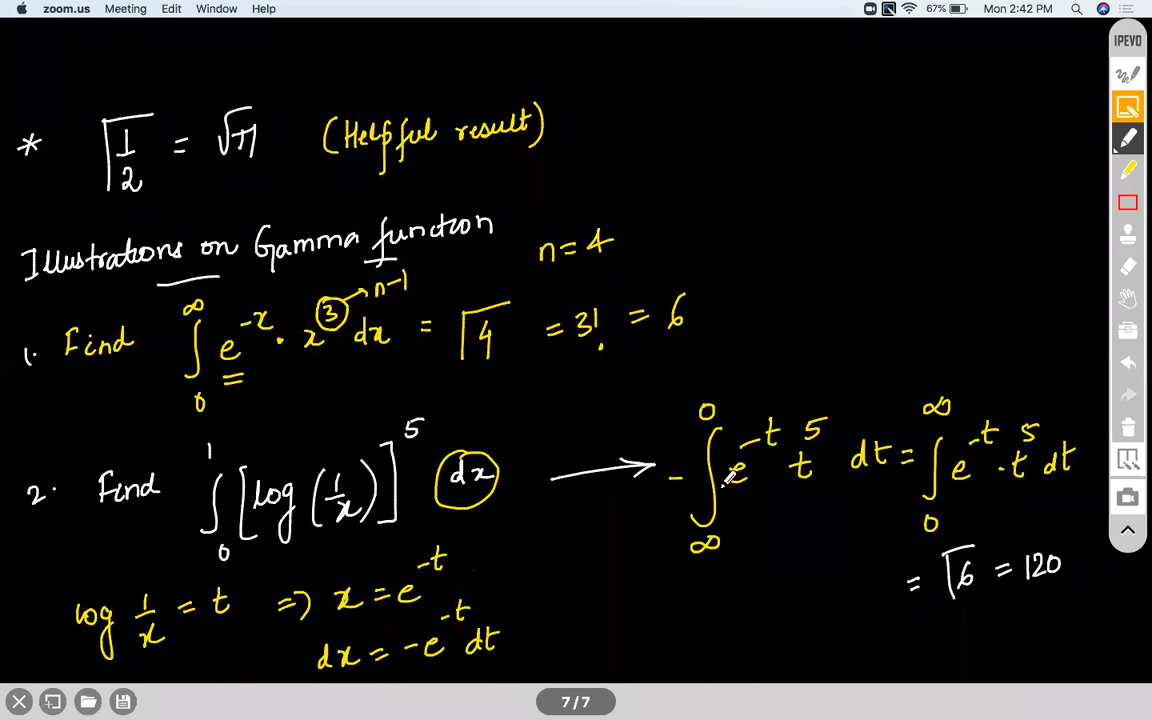 zoom.us Meeting Edit Window Help 67% Mon 2:42 PM
IPEVO
* Γ1/2 = √π (Helpful result)
Illustrations on Gamma function
n = 4
1. Find ∫₀^∞ e^-x . x^3 dx = Γ4 = 3! = 6
n-1
2. Find ∫₀^1 [log(1/x)]^5 dx → - ∫_∞^0 e^-t t^5 dt = ∫₀^∞ e^-t . t^5 dt
= Γ6 = 120
log 1/x = t => x = e^-t
dx = -e^-t dt
7/7